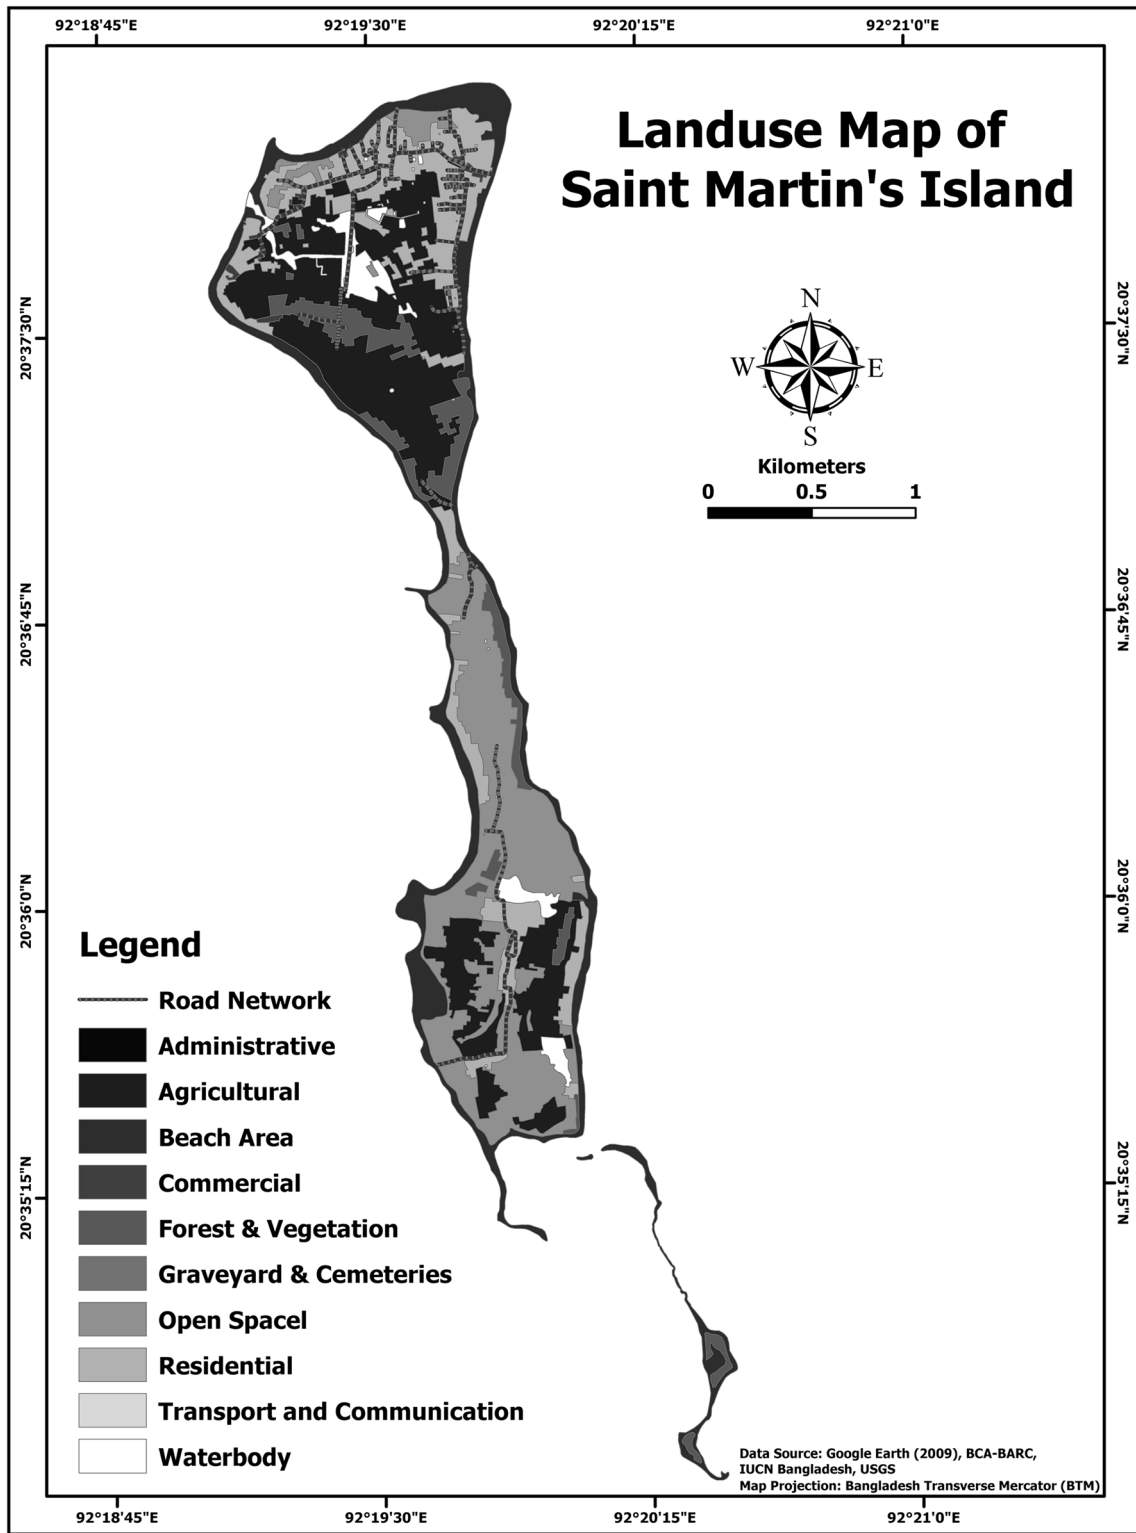 92°18'45"E 92°19'30"E 92°20'15"E 92°21'0"E
Landuse Map of
Saint Martin's Island
N
W E
S
Kilometers
0 0.5 1
20°37'30"N 20°37'30"N
20°36'45"N 20°36'45"N
20°36'0"N 20°36'0"N
20°35'15"N 20°35'15"N
Legend
Road Network
Administrative
Agricultural
Beach Area
Commercial
Forest & Vegetation
Graveyard & Cemeteries
Open Spacel
Residential
Transport and Communication
Waterbody
Data Source: Google Earth (2009), BCA-BARC,
IUCN Bangladesh, USGS
Map Projection: Bangladesh Transverse Mercator (BTM)
92°18'45"E 92°19'30"E 92°20'15"E 92°21'0"E